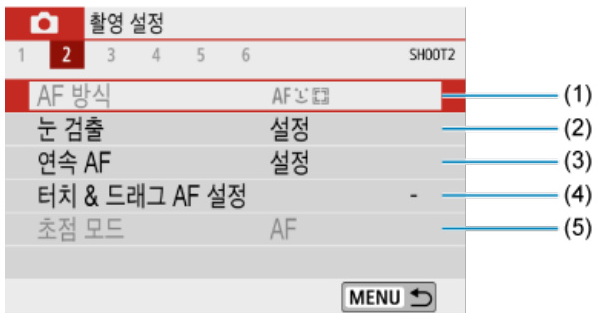 촬영 설정
1 2 3 4 5 6 SHOOT2
AF 방식 AF (1)
눈 검출 설정 (2)
연속 AF 설정 (3)
터치 & 드래그 AF 설정 - (4)
초점 모드 AF (5)
MENU